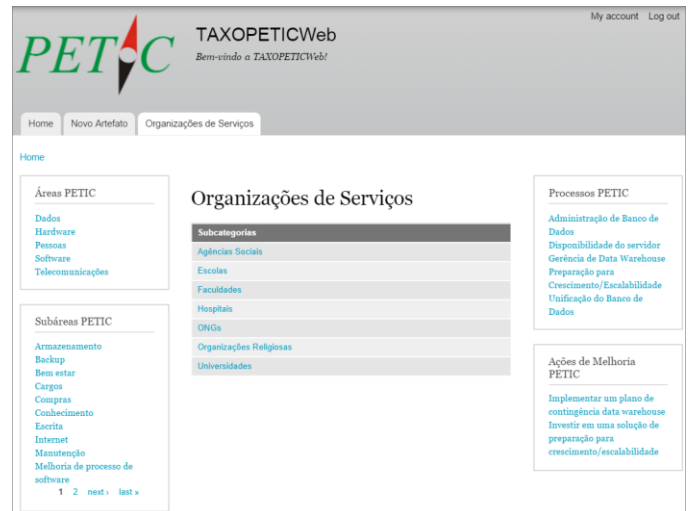 My account Log out
PETIC
TAXOPETICWeb
Bem-vindo a TAXOPETICWeb!
Home
Novo Artefato
Organizações de Serviços
Home
Áreas PETIC
Dados
Hardware
Pessoas
Software
Telecomunicações
Subáreas PETIC
Armazenamento
Backup
Bem estar
Cargos
Compras
Conhecimento
Escrita
Internet
Manutenção
Melhoria de processo de
software
1 2 next › last »
Organizações de Serviço
Subcategorias
Agências Sociais
Escolas
Faculdades
Hospitais
ONGs
Organizações Religiosas
Universidades
Processos PETIC
Administração de Banco de
Dados
Disponibilidade do servidor
Gerência de Data Warehouse
Preparação para
Crescimento/Escalabilidade
Unificação do Banco de
Dados
Ações de Melhoria
PETIC
Implementar um plano de
contingência data warehouse
Investir em uma solução de
preparação para
crescimento/escalabilidade